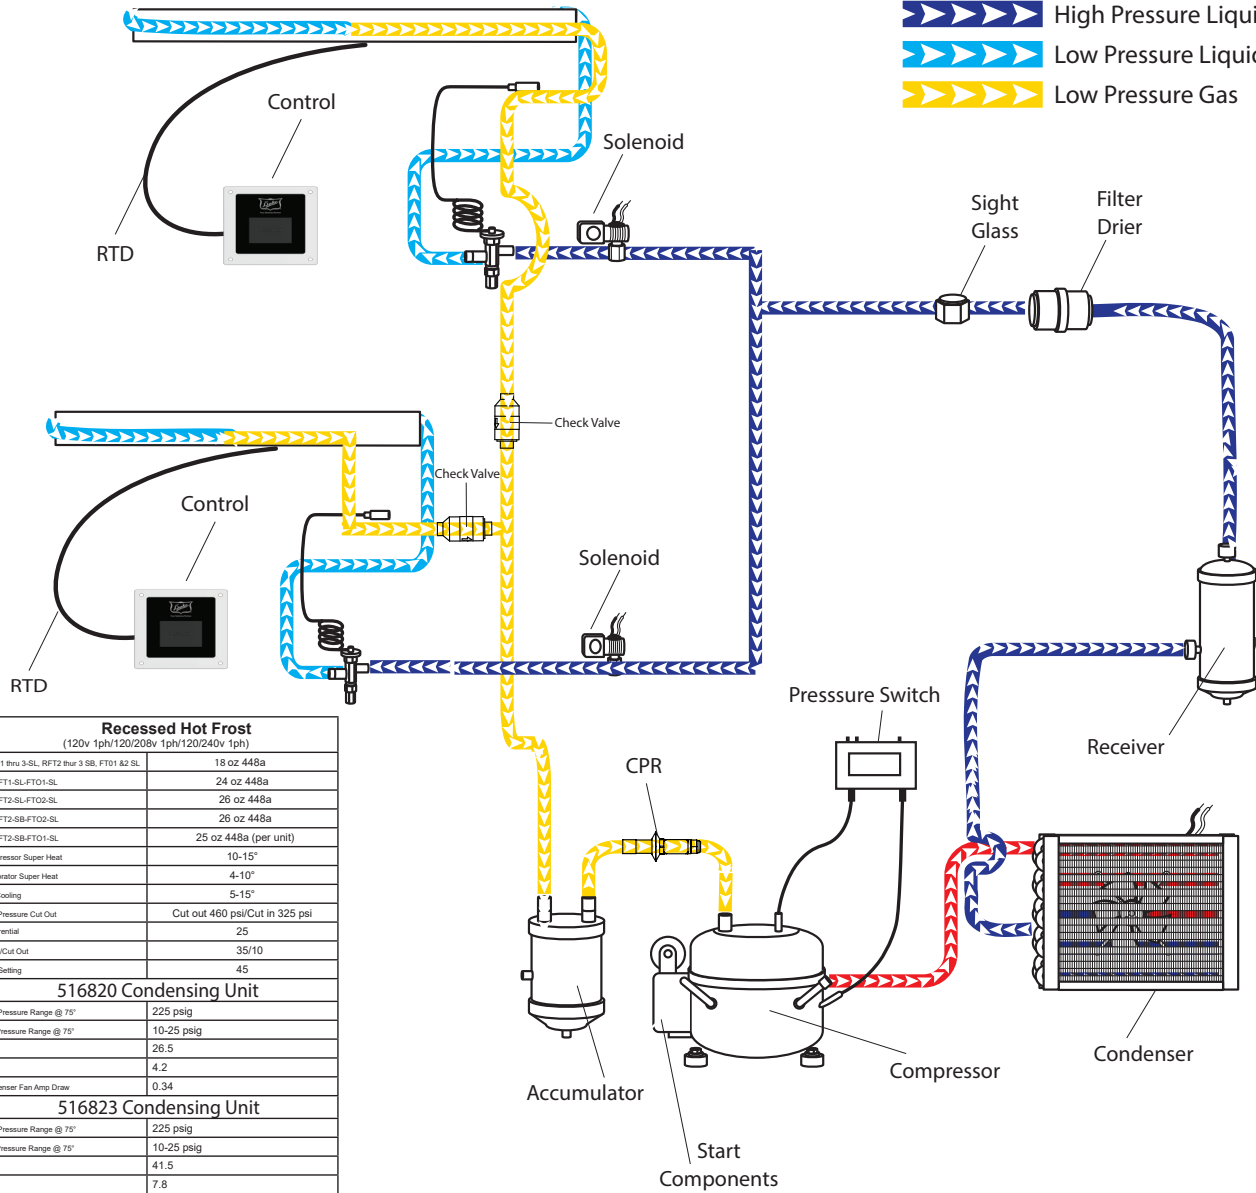 High Pressure Liqui
Low Pressure Liquid
Low Pressure Gas
Control
Solenoid
Sight
Glass
Filter
Drier
RTD
Check Valve
Check Valve
Control
Solenoid
RTD
Presssure Switch
Receiver
CPR
Recessed Hot Frost
(120v 1ph/120/208v 1ph/120/240v 1ph)
1 thru 3-SL, RFT2 thur 3 SB, FT01 &2 SL 18 oz 448a
FT1-SL-FTO1-SL 24 oz 448a
FT2-SL-FTO2-SL 26 oz 448a
FT2-SB-FTO2-SL 26 oz 448a
FT2-SB-FTO1-SL 25 oz 448a (per unit)
ressor Super Heat 10-15°
orator Super Heat 4-10°
ooling 5-15°
Pressure Cut Out Cut out 460 psi/Cut in 325 psi
rential 25
/Cut Out 35/10
Setting 45
516820 Condensing Unit
Pressure Range @ 75° 225 psig
Pressure Range @ 75° 10-25 psig
26.5
4.2
enser Fan Amp Draw 0.34
516823 Condensing Unit
Pressure Range @ 75° 225 psig
Pressure Range @ 75° 10-25 psig
41.5
7.8
Accumulator
Compressor
Condenser
Start
Components